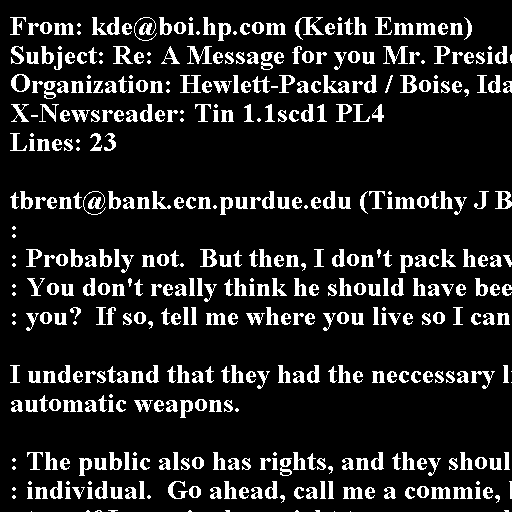 From: kde@boi.hp.com (Keith Emmen)
Subject: Re: A Message for you Mr. Preside
Organization: Hewlett-Packard / Boise, Ida
X-Newsreader: Tin 1.1scd1 PL4
Lines: 23

tbrent@bank.ecn.purdue.edu (Timothy J B
:
: Probably not.  But then, I don't pack heav
: You don't really think he should have bee
: you?  If so, tell me where you live so I can

I understand that they had the neccessary li
automatic weapons.

: The public also has rights, and they shoul
: individual.  Go ahead, call me a commie,